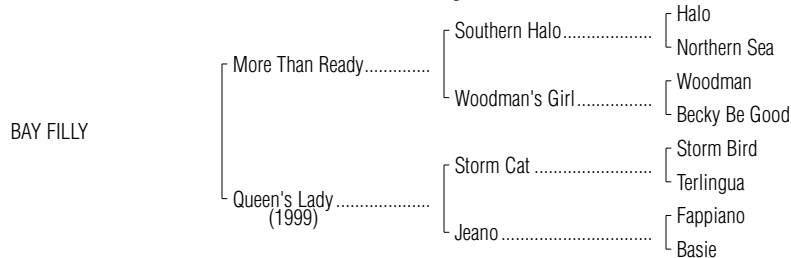 Halo
Southern Halo....................
Northern Sea
More Than Ready..............
Woodman
Woodman's Girl.................
Becky Be Good
BAY FILLY
Storm Bird
Storm Cat ..........................
Terlingua
Queen's Lady ....................
(1999)
Fappiano
Jeano .................................
Basie